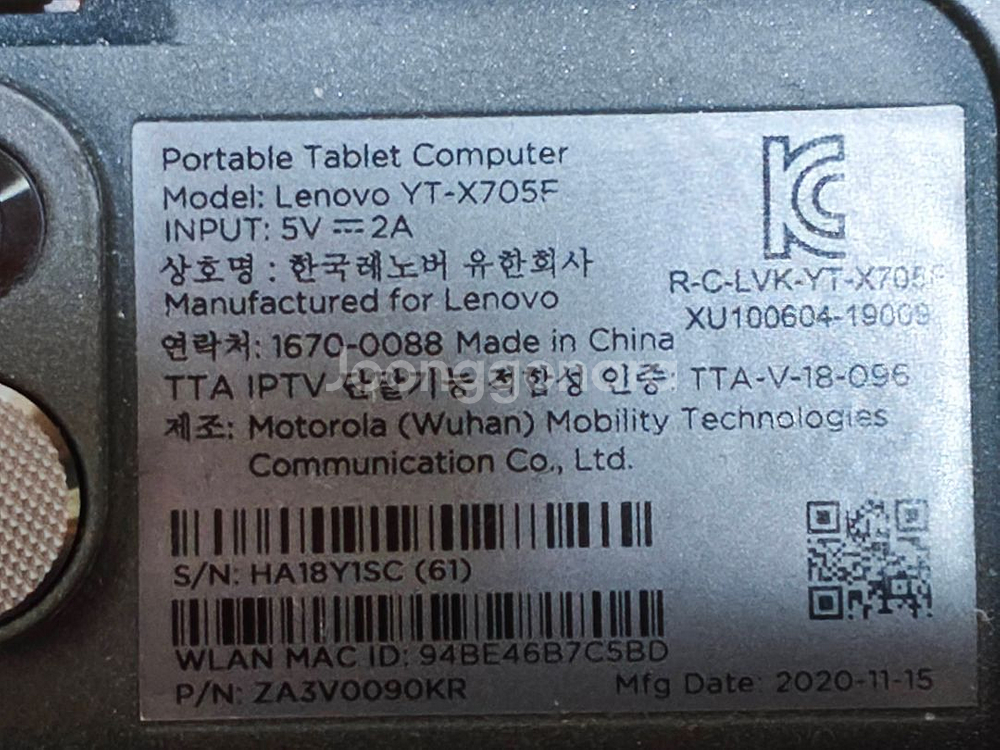 Portable Tablet Computer
Model: Lenovo YT-X705F
INPUT: 5V ⎓ 2A
상호명 : 한국레노버 유한회사
Manufactured for Lenovo
연락처: 1670-0088 Made in China
TTA IPTV 단말기능 적합성 인증: TTA-V-18-096
제조: Motorola (Wuhan) Mobility Technologies
Communication Co., Ltd.
R-C-LVK-YT-X705F
XU100604-19009
S/N: HA18Y1SC (61)
WLAN MAC ID: 94BE46B7C5BD
P/N: ZA3V0090KR
Mfg Date: 2020-11-15